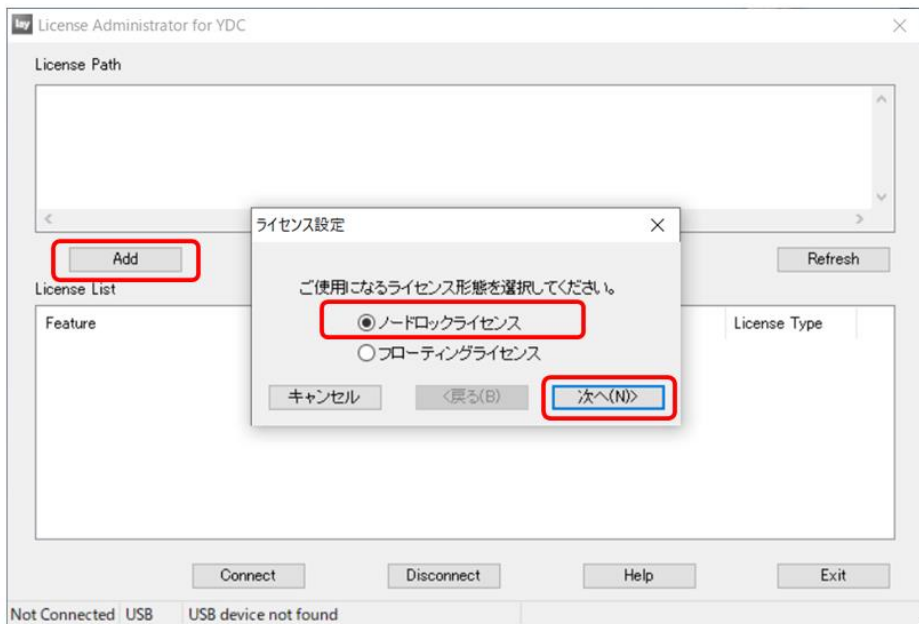 lay License Administrator for YDC
License Path
ライセンス設定
Add
Refresh
ご使用になるライセンス形態を選択してください。
License List
Feature
License Type
ノードロックライセンス
フローティングライセンス
キャンセル
<戻る(B)
次へ(N)>
Connect
Disconnect
Help
Exit
Not Connected USB USB device not found